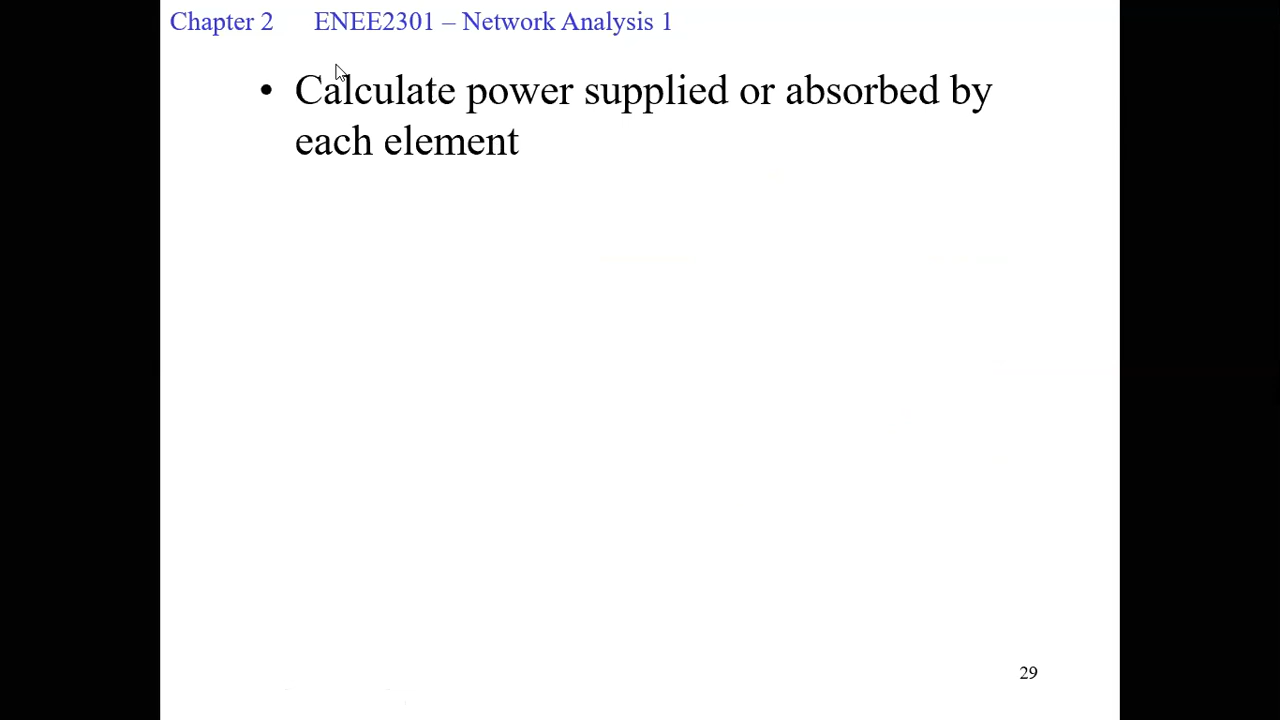 Chapter 2 ENEE2301 – Network Analysis 1
• Calculate power supplied or absorbed by
each element
29